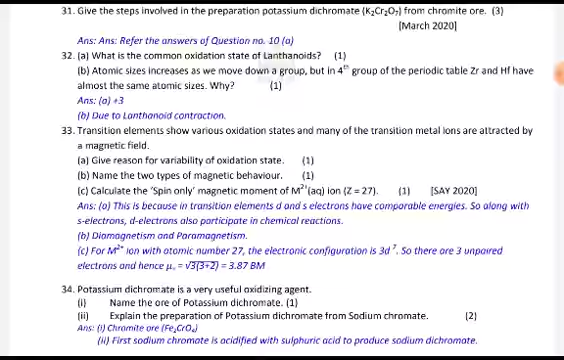 31. Give the steps involved in the preparation potassium dichromate (K₂Cr₂O₇) from chromite ore. (3)
[March 2020]
Ans: Ans: Refer the answers of Question no. 10 (a)
32. (a) What is the common oxidation state of Lanthanoids? (1)
(b) Atomic sizes increases as we move down a group, but in 4ᵗʰ group of the periodic table Zr and Hf have
almost the same atomic sizes. Why? (1)
Ans: (a) +3
(b) Due to Lanthanoid contraction.
33. Transition elements show various oxidation states and many of the transition metal ions are attracted by
a magnetic field.
(a) Give reason for variability of oxidation state. (1)
(b) Name the two types of magnetic behaviour. (1)
(c) Calculate the 'Spin only' magnetic moment of M²⁺(aq) ion (Z = 27). (1) [SAY 2020]
Ans: (a) This is because in transition elements d and s electrons have comparable energies. So along with
s-electrons, d-electrons also participate in chemical reactions.
(b) Diamagnetism and Paramagnetism.
(c) For M²⁺ ion with atomic number 27, the electronic configuration is 3d ⁷. So there are 3 unpaired
electrons and hence μₛ = √3(3+2) = 3.87 BM
34. Potassium dichromate is a very useful oxidizing agent.
(i) Name the ore of Potassium dichromate. (1)
(ii) Explain the preparation of Potassium dichromate from Sodium chromate. (2)
Ans: (i) Chromite ore (Fe₂CrO₄)
(ii) First sodium chromate is acidified with sulphuric acid to produce sodium dichromate.